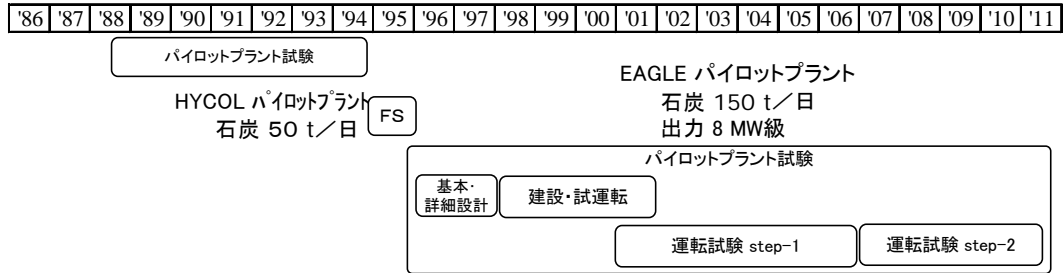 '86 '87 '88 '89 '90 '91 '92 '93 '94 '95 '96 '97 '98 '99 '00 '01 '02 '03 '04 '05 '06 '07 '08 '09 '10 '11
パイロットプラント試験
HYCOL パイロットプラント
石炭 50 t/日
FS
EAGLE パイロットプラント
石炭 150 t/日
出力 8 MW級
パイロットプラント試験
基本・
詳細設計
建設・試運転
運転試験 step-1
運転試験 step-2